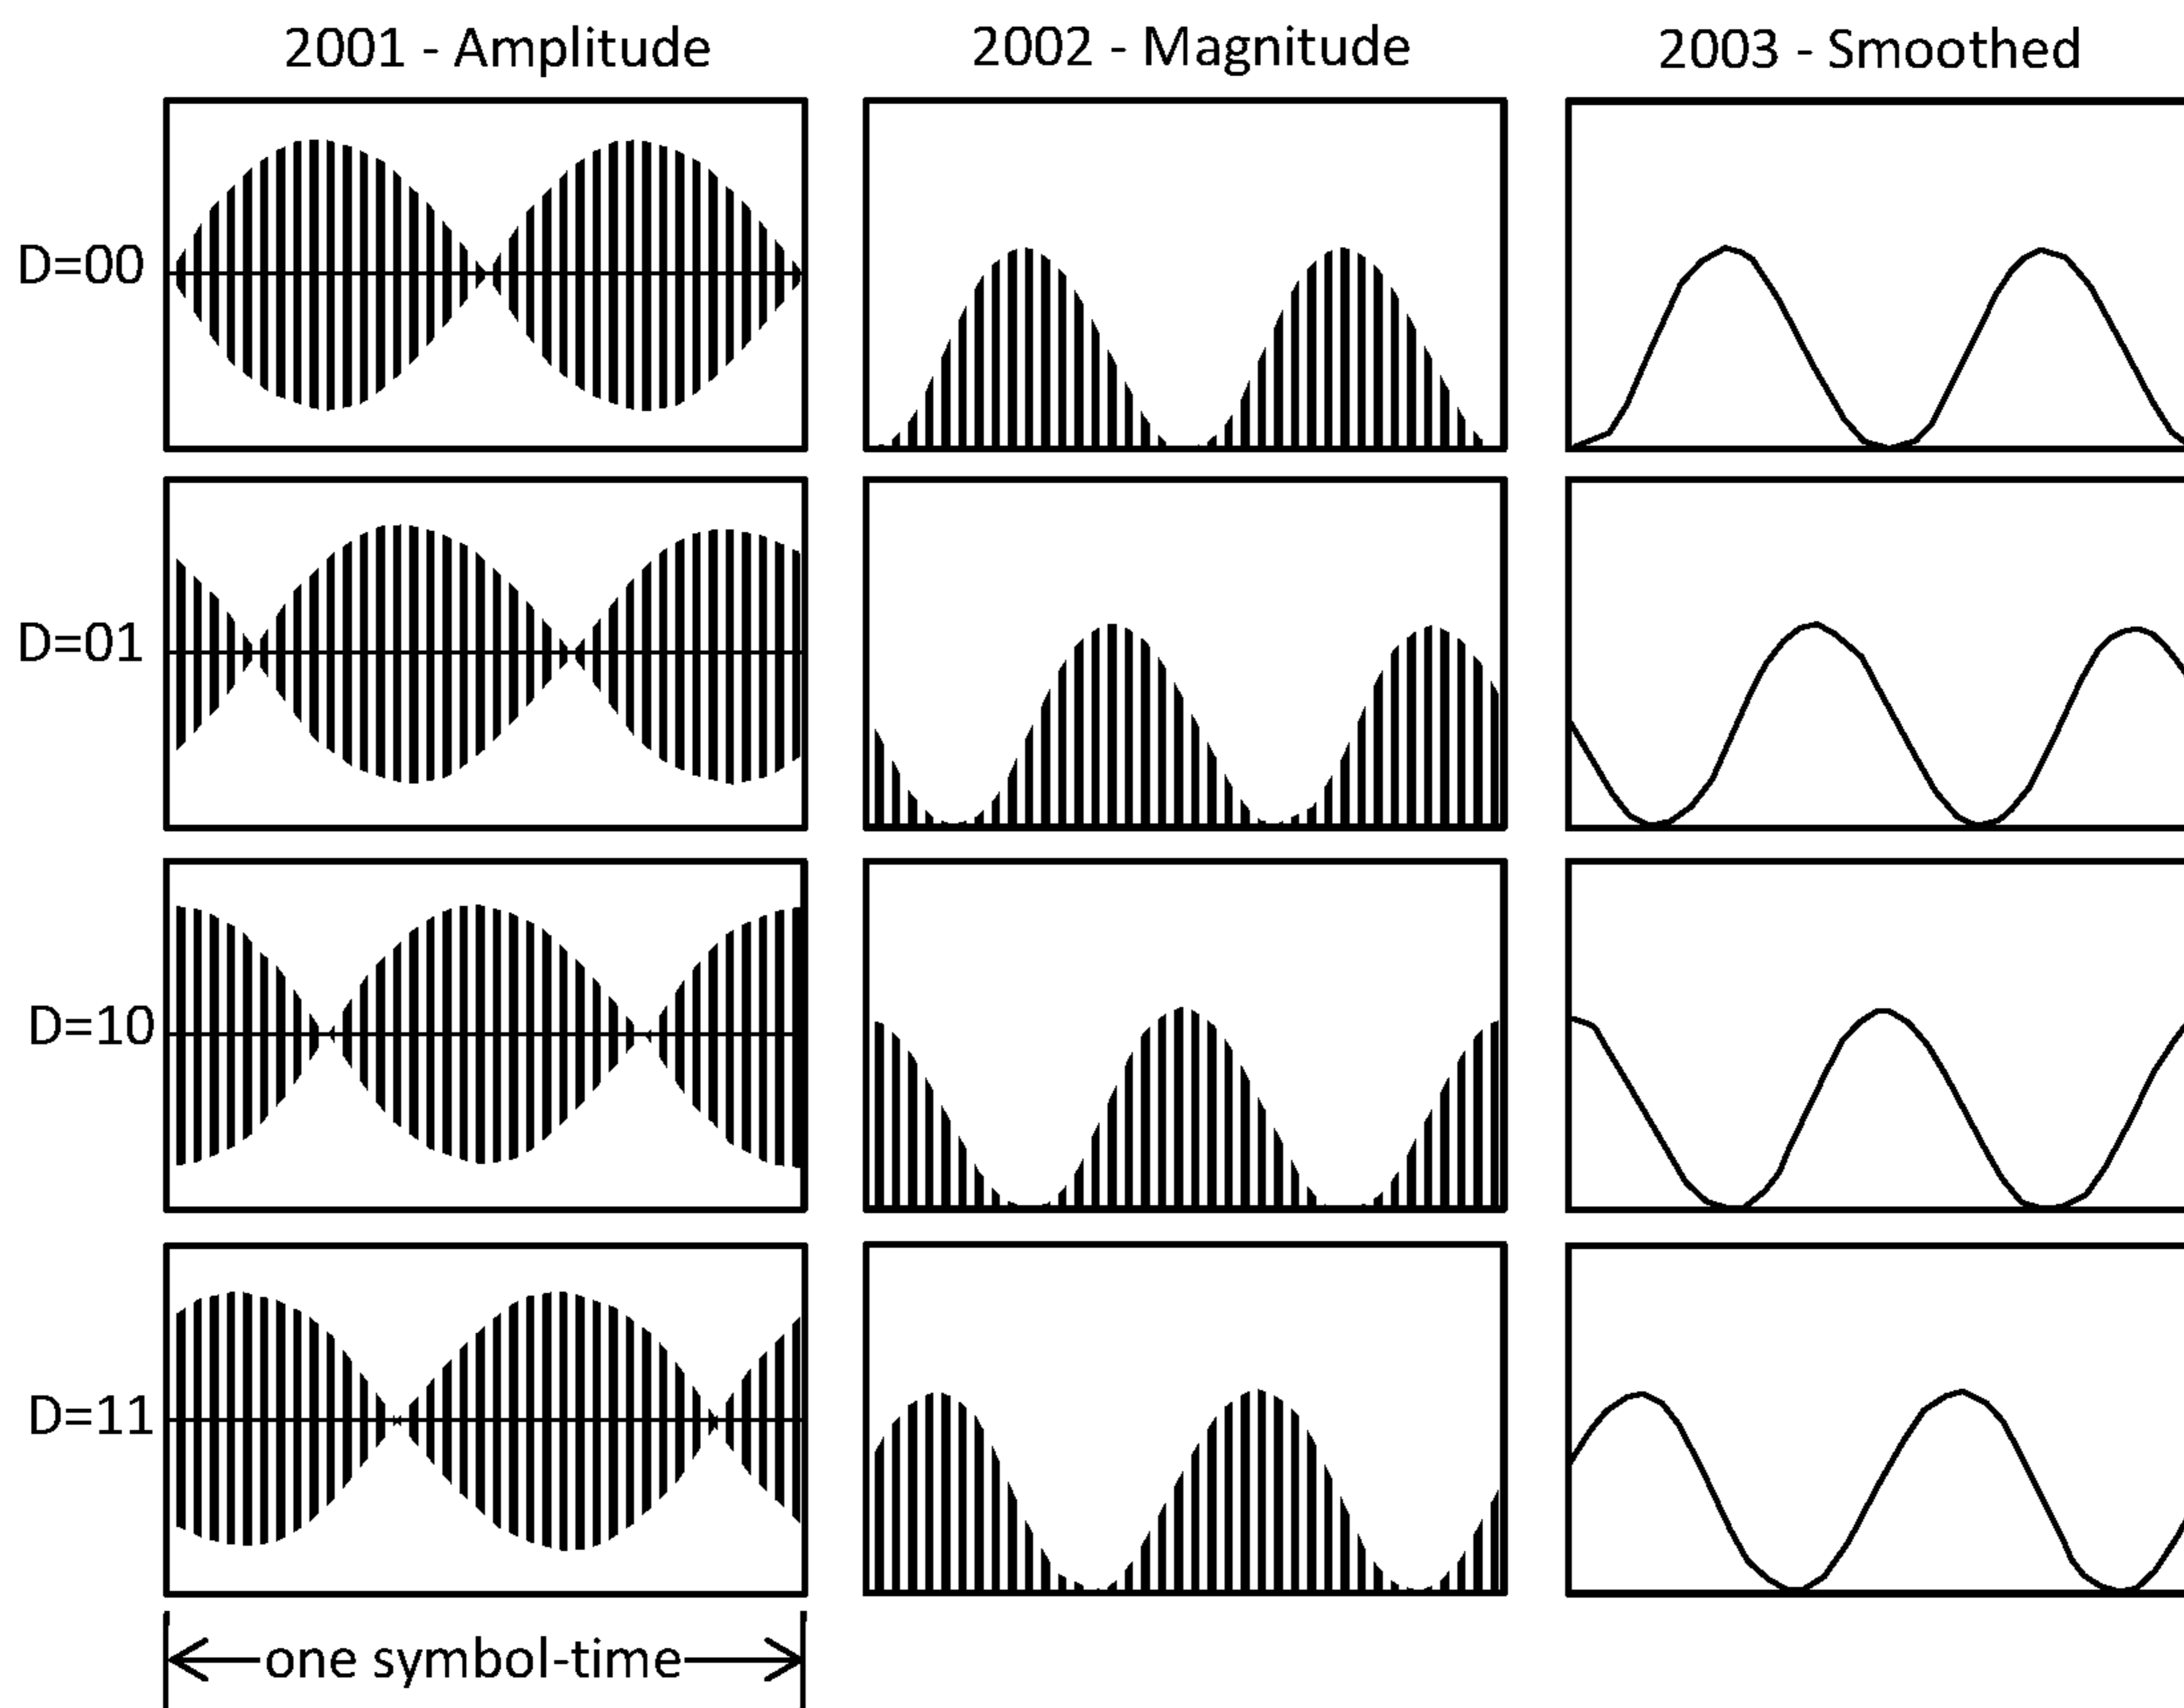 2001 - Amplitude
2002 - Magnitude
2003 - Smoothed
D=00
D=01
D=10
D=11
one symbol-time